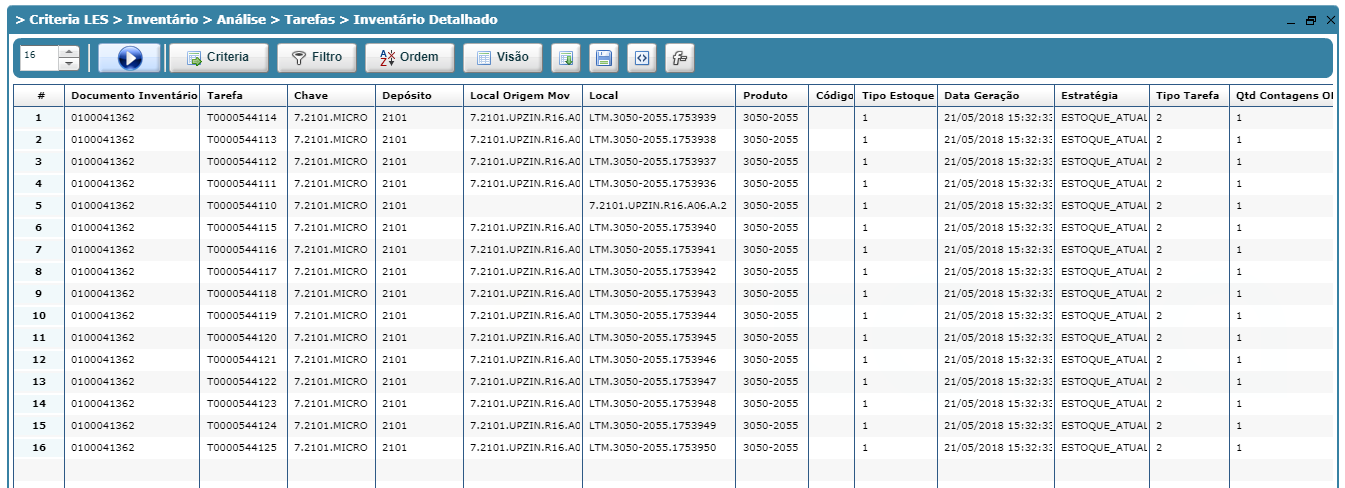 > Criteria LES > Inventário > Análise > Tarefas > Inventário Detalhado
16 Criteria Filtro Ordem Visão
# Documento Inventário Tarefa Chave Depósito Local Origem Mov Local Produto Código Tipo Estoque Data Geração Estratégia Tipo Tarefa Qtd Contagens
1 0100041362 T0000544114 7.2101.MICRO 2101 7.2101.UPZIN.R16.A0 LTM.3050-2055.1753939 3050-2055 1 21/05/2018 15:32:33 ESTOQUE_ATUAL 2 1
2 0100041362 T0000544113 7.2101.MICRO 2101 7.2101.UPZIN.R16.A0 LTM.3050-2055.1753938 3050-2055 1 21/05/2018 15:32:33 ESTOQUE_ATUAL 2 1
3 0100041362 T0000544112 7.2101.MICRO 2101 7.2101.UPZIN.R16.A0 LTM.3050-2055.1753937 3050-2055 1 21/05/2018 15:32:33 ESTOQUE_ATUAL 2 1
4 0100041362 T0000544111 7.2101.MICRO 2101 7.2101.UPZIN.R16.A0 LTM.3050-2055.1753936 3050-2055 1 21/05/2018 15:32:33 ESTOQUE_ATUAL 2 1
5 0100041362 T0000544110 7.2101.MICRO 2101 7.2101.UPZIN.R16.A06.A.2 3050-2055 1 21/05/2018 15:32:33 ESTOQUE_ATUAL 2 1
6 0100041362 T0000544115 7.2101.MICRO 2101 7.2101.UPZIN.R16.A0 LTM.3050-2055.1753940 3050-2055 1 21/05/2018 15:32:33 ESTOQUE_ATUAL 2 1
7 0100041362 T0000544116 7.2101.MICRO 2101 7.2101.UPZIN.R16.A0 LTM.3050-2055.1753941 3050-2055 1 21/05/2018 15:32:33 ESTOQUE_ATUAL 2 1
8 0100041362 T0000544117 7.2101.MICRO 2101 7.2101.UPZIN.R16.A0 LTM.3050-2055.1753942 3050-2055 1 21/05/2018 15:32:33 ESTOQUE_ATUAL 2 1
9 0100041362 T0000544118 7.2101.MICRO 2101 7.2101.UPZIN.R16.A0 LTM.3050-2055.1753943 3050-2055 1 21/05/2018 15:32:33 ESTOQUE_ATUAL 2 1
10 0100041362 T0000544119 7.2101.MICRO 2101 7.2101.UPZIN.R16.A0 LTM.3050-2055.1753944 3050-2055 1 21/05/2018 15:32:33 ESTOQUE_ATUAL 2 1
11 0100041362 T0000544120 7.2101.MICRO 2101 7.2101.UPZIN.R16.A0 LTM.3050-2055.1753945 3050-2055 1 21/05/2018 15:32:33 ESTOQUE_ATUAL 2 1
12 0100041362 T0000544121 7.2101.MICRO 2101 7.2101.UPZIN.R16.A0 LTM.3050-2055.1753946 3050-2055 1 21/05/2018 15:32:33 ESTOQUE_ATUAL 2 1
13 0100041362 T0000544122 7.2101.MICRO 2101 7.2101.UPZIN.R16.A0 LTM.3050-2055.1753947 3050-2055 1 21/05/2018 15:32:33 ESTOQUE_ATUAL 2 1
14 0100041362 T0000544123 7.2101.MICRO 2101 7.2101.UPZIN.R16.A0 LTM.3050-2055.1753948 3050-2055 1 21/05/2018 15:32:33 ESTOQUE_ATUAL 2 1
15 0100041362 T0000544124 7.2101.MICRO 2101 7.2101.UPZIN.R16.A0 LTM.3050-2055.1753949 3050-2055 1 21/05/2018 15:32:33 ESTOQUE_ATUAL 2 1
16 0100041362 T0000544125 7.2101.MICRO 2101 7.2101.UPZIN.R16.A0 LTM.3050-2055.1753950 3050-2055 1 21/05/2018 15:32:33 ESTOQUE_ATUAL 2 1